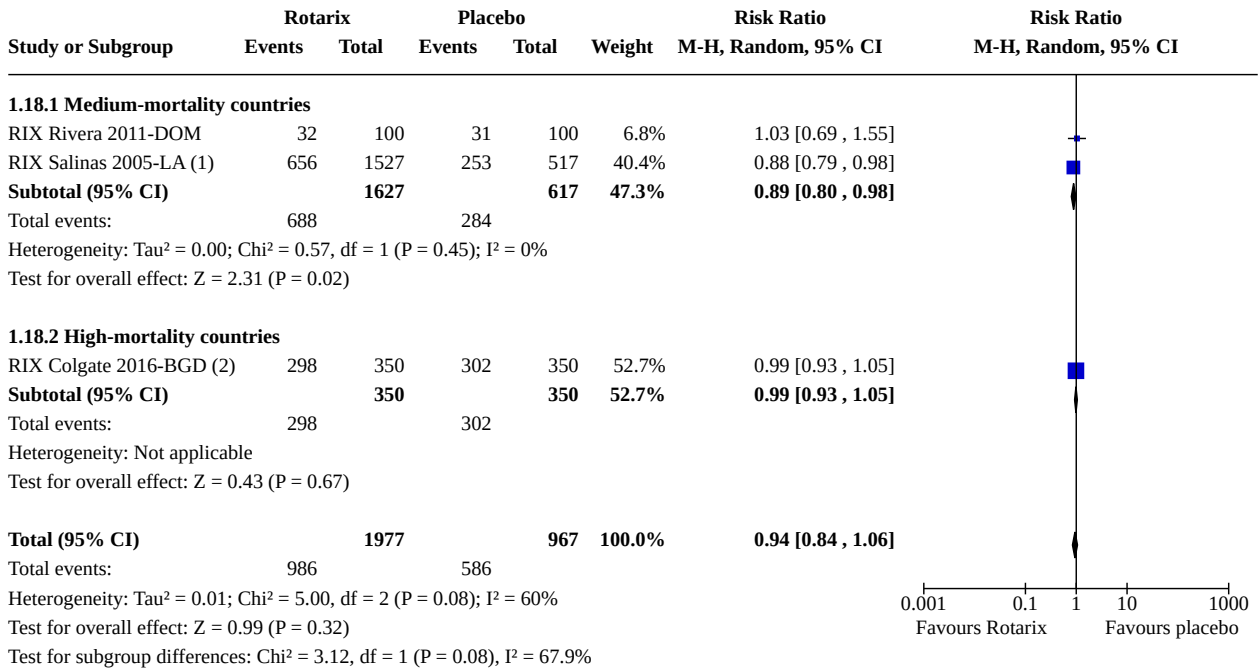 Rotarix Placebo Risk Ratio Risk Ratio
Study or Subgroup Events Total Events Total Weight M-H, Random, 95% CI M-H, Random, 95% CI
1.18.1 Medium-mortality countries
RIX Rivera 2011-DOM 32 100 31 100 6.8% 1.03 [0.69 , 1.55]
RIX Salinas 2005-LA (1) 656 1527 253 517 40.4% 0.88 [0.79 , 0.98]
Subtotal (95% CI) 1627 617 47.3% 0.89 [0.80 , 0.98]
Total events: 688 284
Heterogeneity: Tau² = 0.00; Chi² = 0.57, df = 1 (P = 0.45); I² = 0%
Test for overall effect: Z = 2.31 (P = 0.02)
1.18.2 High-mortality countries
RIX Colgate 2016-BGD (2) 298 350 302 350 52.7% 0.99 [0.93 , 1.05]
Subtotal (95% CI) 350 350 52.7% 0.99 [0.93 , 1.05]
Total events: 298 302
Heterogeneity: Not applicable
Test for overall effect: Z = 0.43 (P = 0.67)
Total (95% CI) 1977 967 100.0% 0.94 [0.84 , 1.06]
Total events: 986 586
Heterogeneity: Tau² = 0.01; Chi² = 5.00, df = 2 (P = 0.08); I² = 60%
0.001 0.1 1 10 1000
Test for overall effect: Z = 0.99 (P = 0.32) Favours Rotarix Favours placebo
Test for subgroup differences: Chi² = 3.12, df = 1 (P = 0.08), I² = 67.9%